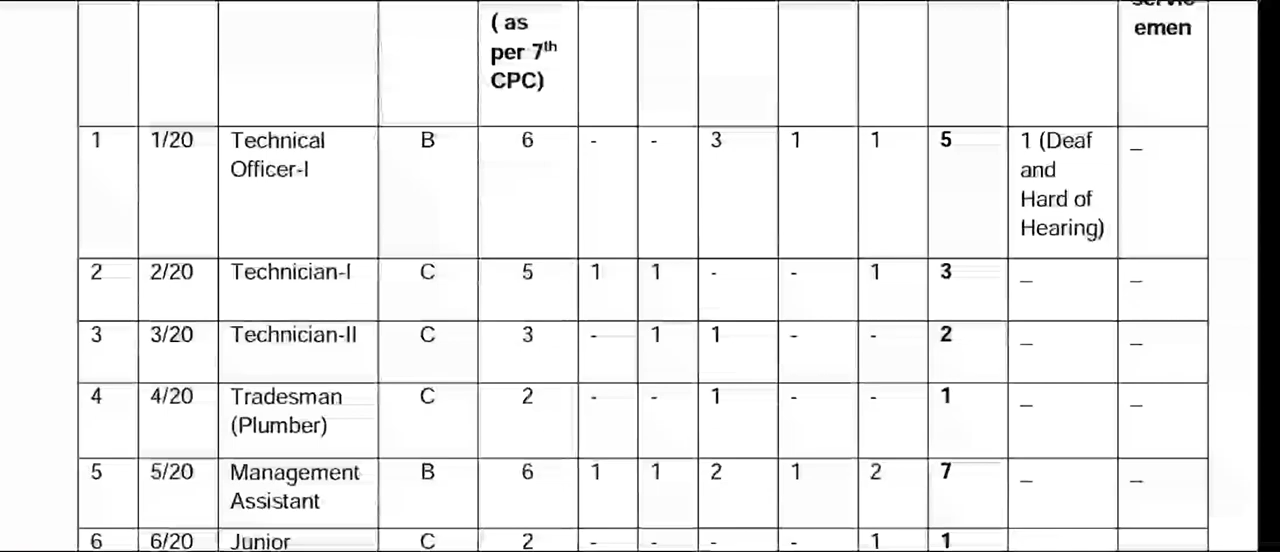 ( as
per 7th
CPC)
emen
1 1/20 Technical Officer-I B 6 - - 3 1 1 5 1 (Deaf and Hard of Hearing) _
2 2/20 Technician-I C 5 1 1 - - 1 3 _ _
3 3/20 Technician-II C 3 - 1 1 - - 2 _ _
4 4/20 Tradesman (Plumber) C 2 - - 1 - - 1 _ _
5 5/20 Management Assistant B 6 1 1 2 1 2 7 _ _
6 6/20 Junior C 2 - - - - 1 1